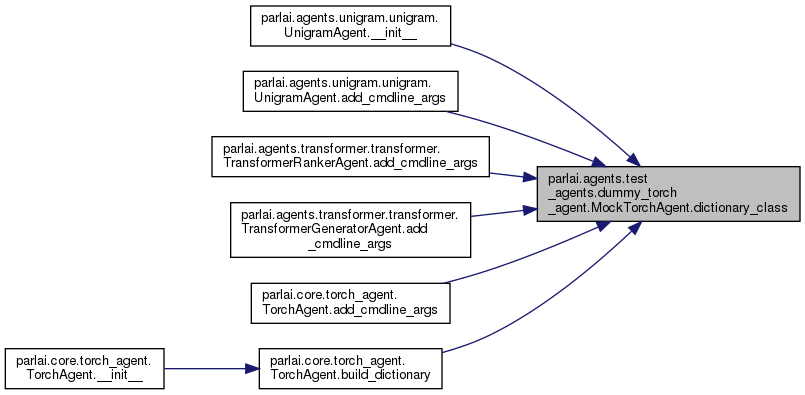 parlai.agents.unigram.unigram.
UnigramAgent.__init__
parlai.agents.unigram.unigram.
UnigramAgent.add_cmdline_args
parlai.agents.transformer.transformer.
TransformerRankerAgent.add_cmdline_args
parlai.agents.test
_agents.dummy_torch
_agent.MockTorchAgent.dictionary_class
parlai.agents.transformer.transformer.
TransformerGeneratorAgent.add
_cmdline_args
parlai.core.torch_agent.
TorchAgent.add_cmdline_args
parlai.core.torch_agent.
TorchAgent.__init__
parlai.core.torch_agent.
TorchAgent.build_dictionary